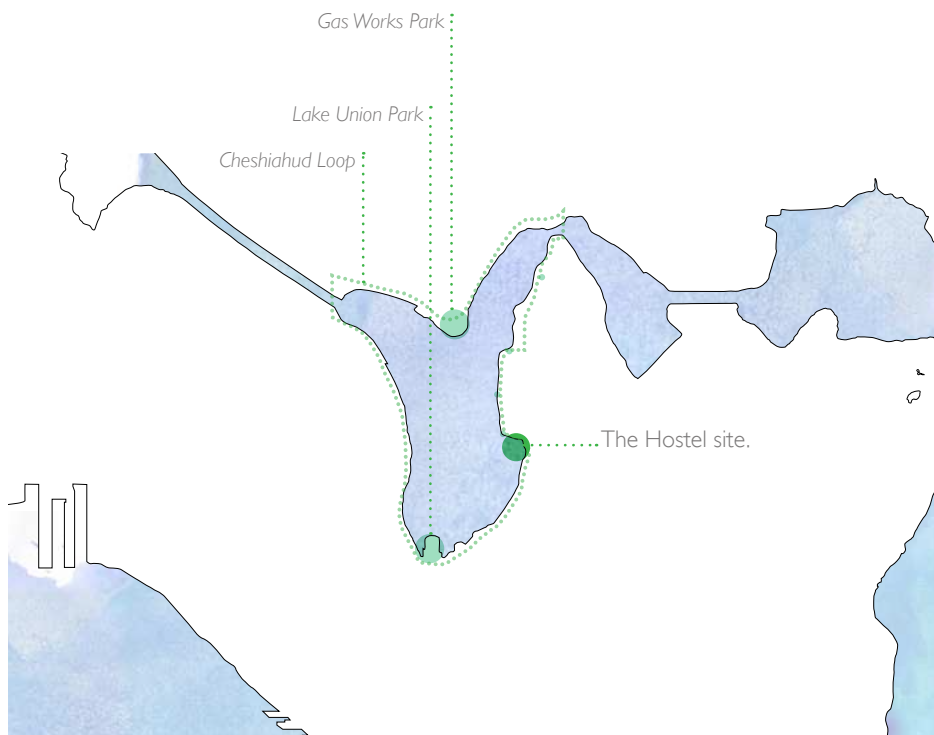 Gas Works Park
Lake Union Park
Cheshiahud Loop
The Hostel site.